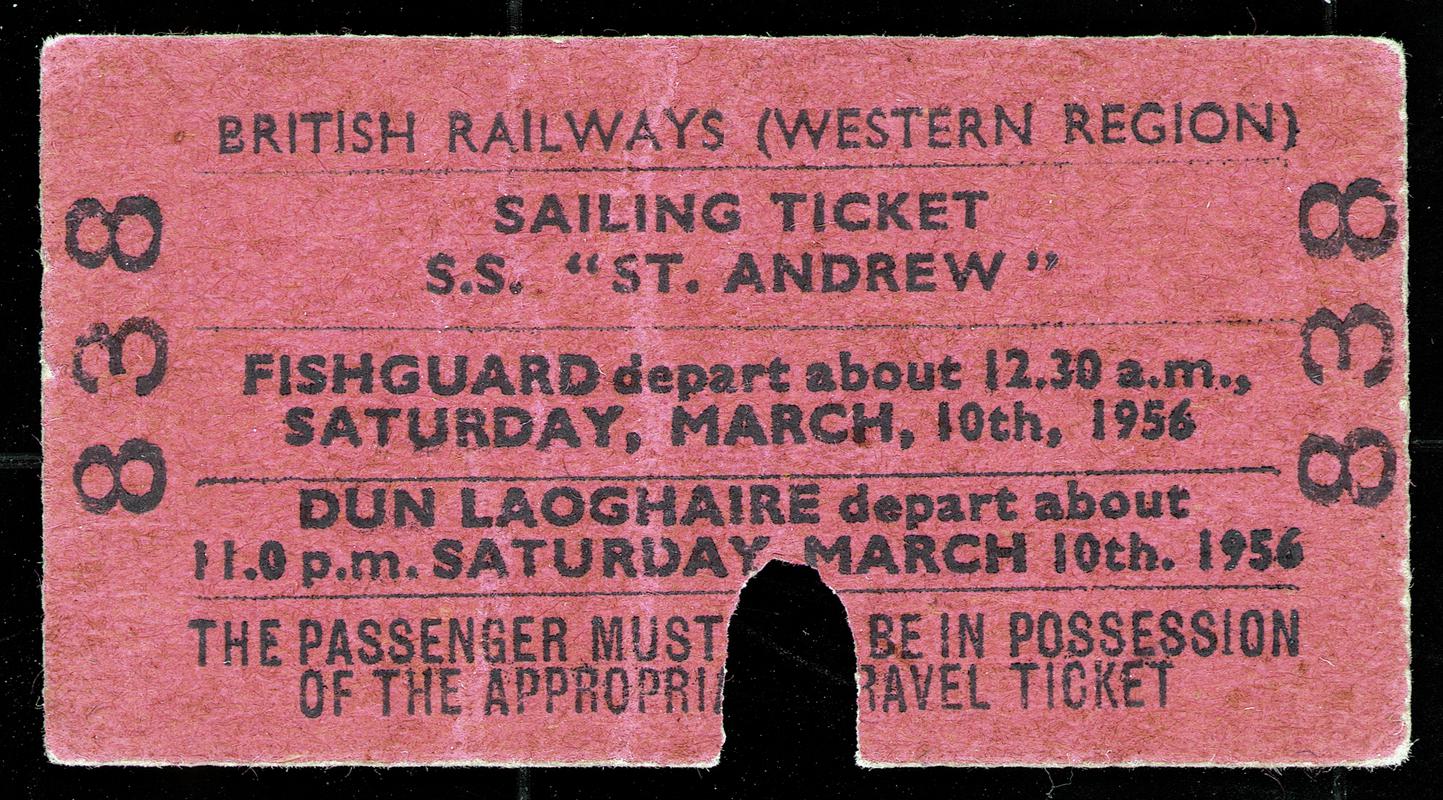 BRITISH RAILWAYS (WESTERN REGION)
SAILING TICKET
S.S. “ST. ANDREW”
FISHGUARD depart about 12.30 a.m.,
SATURDAY, MARCH, 10th, 1956
DUN LAOGHAIRE depart about
11.0 p.m. SATURDAY MARCH 10th. 1956
THE PASSENGER MUST BE IN POSSESSION
OF THE TRAVEL TICKET
838
838